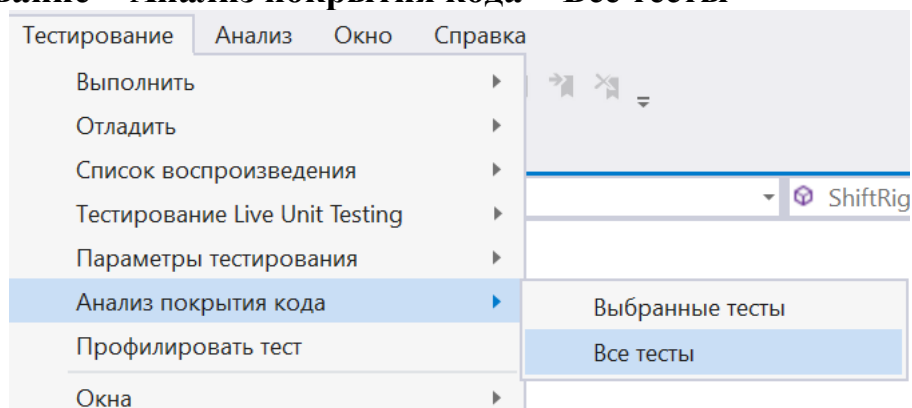 Тестирование Анализ Окно Справка
Выполнить
Отладить
Список воспроизведения
Тестирование Live Unit Testing
ShiftRig
Параметры тестирования
Анализ покрытия кода
Выбранные тесты
Профилировать тест
Все тесты
Окна